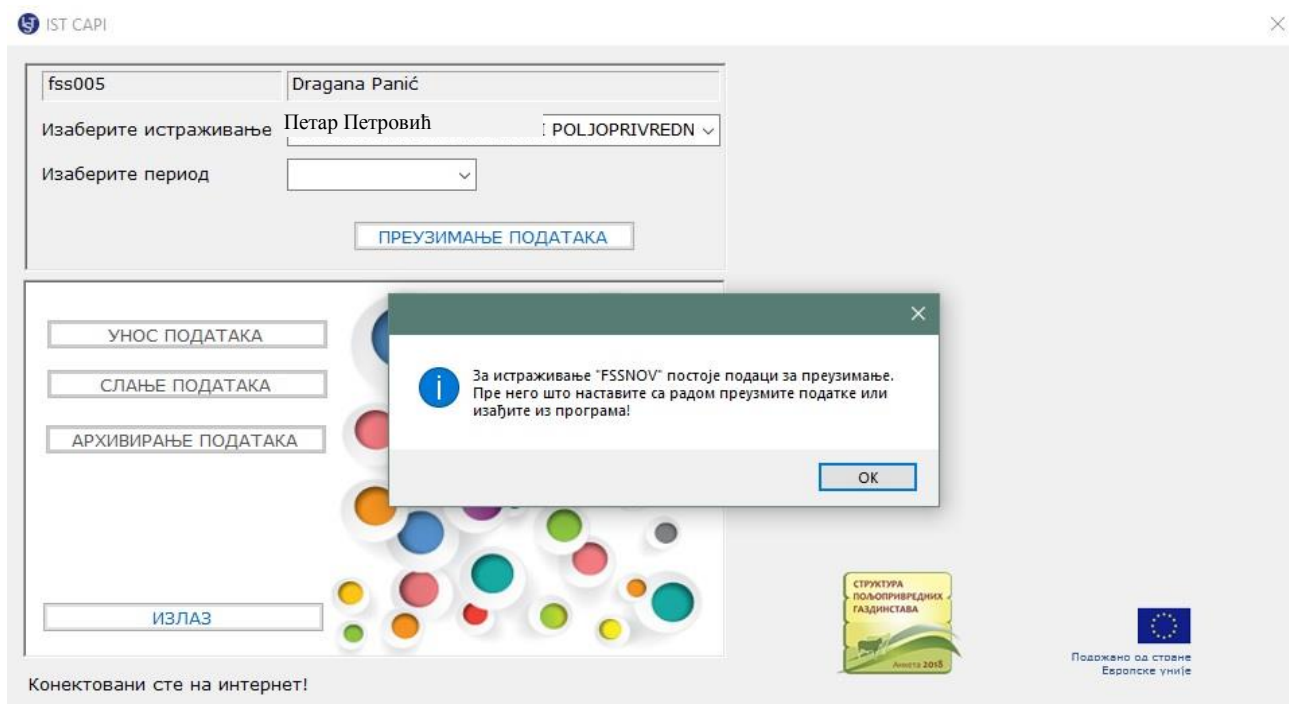 IST CAPI
fss005
Dragana Panić
Изаберите истраживање
Петар Петровић
POLJOPRIVREDN
Изаберите период
ПРЕУЗИМАЊЕ ПОДАТАКА
УНОС ПОДАТАКА
СЛАЊЕ ПОДАТАКА
АРХИВИРАЊЕ ПОДАТАКА
ИЗЛАЗ
За истраживање "FSSNOV" постоје подаци за преузимање.
Пре него што наставите са радом преузмите податке или
изађите из програма!
OK
СТРУКТУРА
ПОЉОПРИВРЕДНИХ
ГАЗДИНСТАВА
Анкета 2018
Подржано од стране
Европске уније
Конектовани сте на интернет!